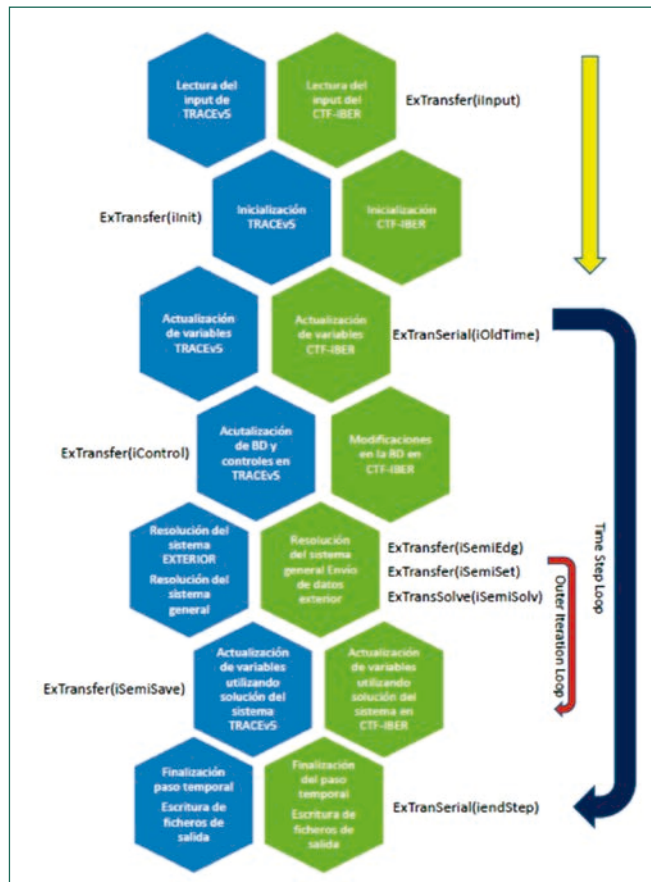 Lectura del
input de
TRACEv5
Lectura del
input del
CTF-IBER
ExTransfer(iInput)
ExTransfer(iInit)
Inicialización
TRACEv5
Inicialización
CTF-IBER
Actualización
de variables
TRACEv5
Actualización
de variables
CTF-IBER
ExTranSerial(iOldTime)
ExTransfer(iControl)
Acutalización
de BD y
controles en
TRACEv5
Modificaciones
en la BD en
CTF-IBER
Resolución del
sistema
EXTERIOR
Resolución del
sistema
general
Resolución
del sistema
general Envío
de datos
exterior
ExTransfer(iSemiEdg)
ExTransfer(iSemiSet)
ExTransSolve(iSemiSolv)
Outer Iteration Loop
Time Step Loop
ExTransfer(iSemiSave)
Actualización
de variables
utilizando
solución del
sistema
TRACEv5
Actualización
de variables
utilizando
solución del
sistema en
CTF-IBER
Finalización
paso temporal
Escritura de
ficheros de
salida
Finalización
del paso
temporal
Escritura de
ficheros de
salida
ExTranSerial(iendStep)